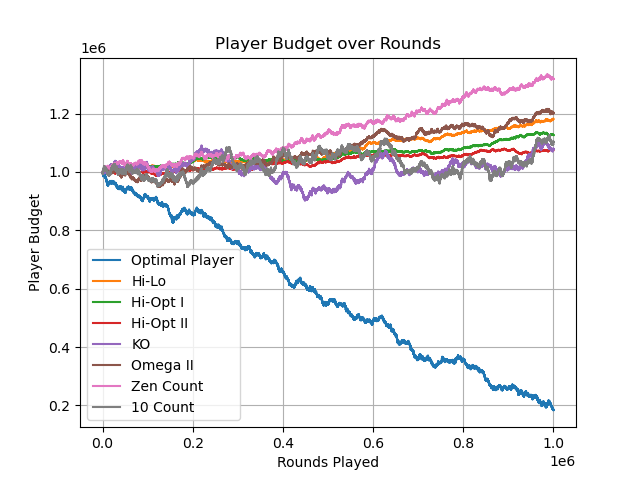 Player Budget over Rounds
1e6
Player Budget
1.2
1.0
0.8
0.6
0.4
0.2
Optimal Player
Hi-Lo
Hi-Opt I
Hi-Opt II
KO
Omega II
Zen Count
10 Count
0.0 0.2 0.4 0.6 0.8 1.0
Rounds Played
1e6